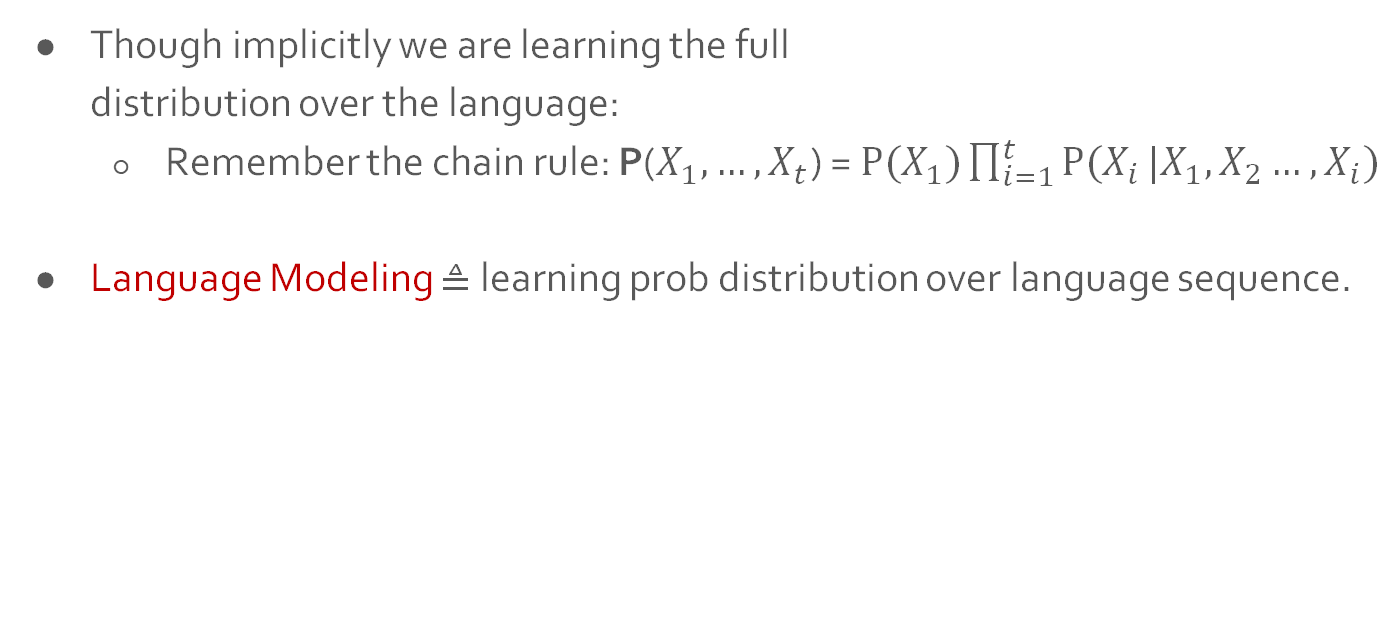 ● Though implicitly we are learning the full
distribution over the language:
○ Remember the chain rule: P(X₁, … , Xₜ) = P(X₁) ∏ᵗᵢ₌₁ P(Xᵢ |X₁, X₂ … , Xᵢ)
● Language Modeling ≜ learning prob distribution over language sequence.